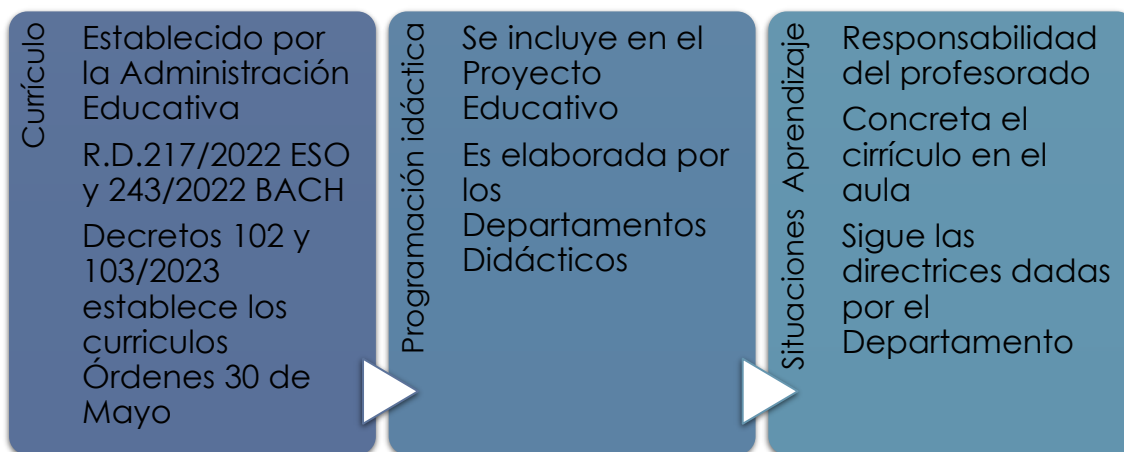 Currículo
Establecido por
la Administración
Educativa
R.D.217/2022 ESO
y 243/2022 BACH
Decretos 102 y
103/2023
establece los
curriculos
Órdenes 30 de
Mayo
Programación idáctica
Se incluye en el
Proyecto
Educativo
Es elaborada por
los
Departamentos
Didácticos
Situaciones Aprendizaje
Responsabilidad
del profesorado
Concreta el
cirrículo en el
aula
Sigue las
directrices dadas
por el
Departamento